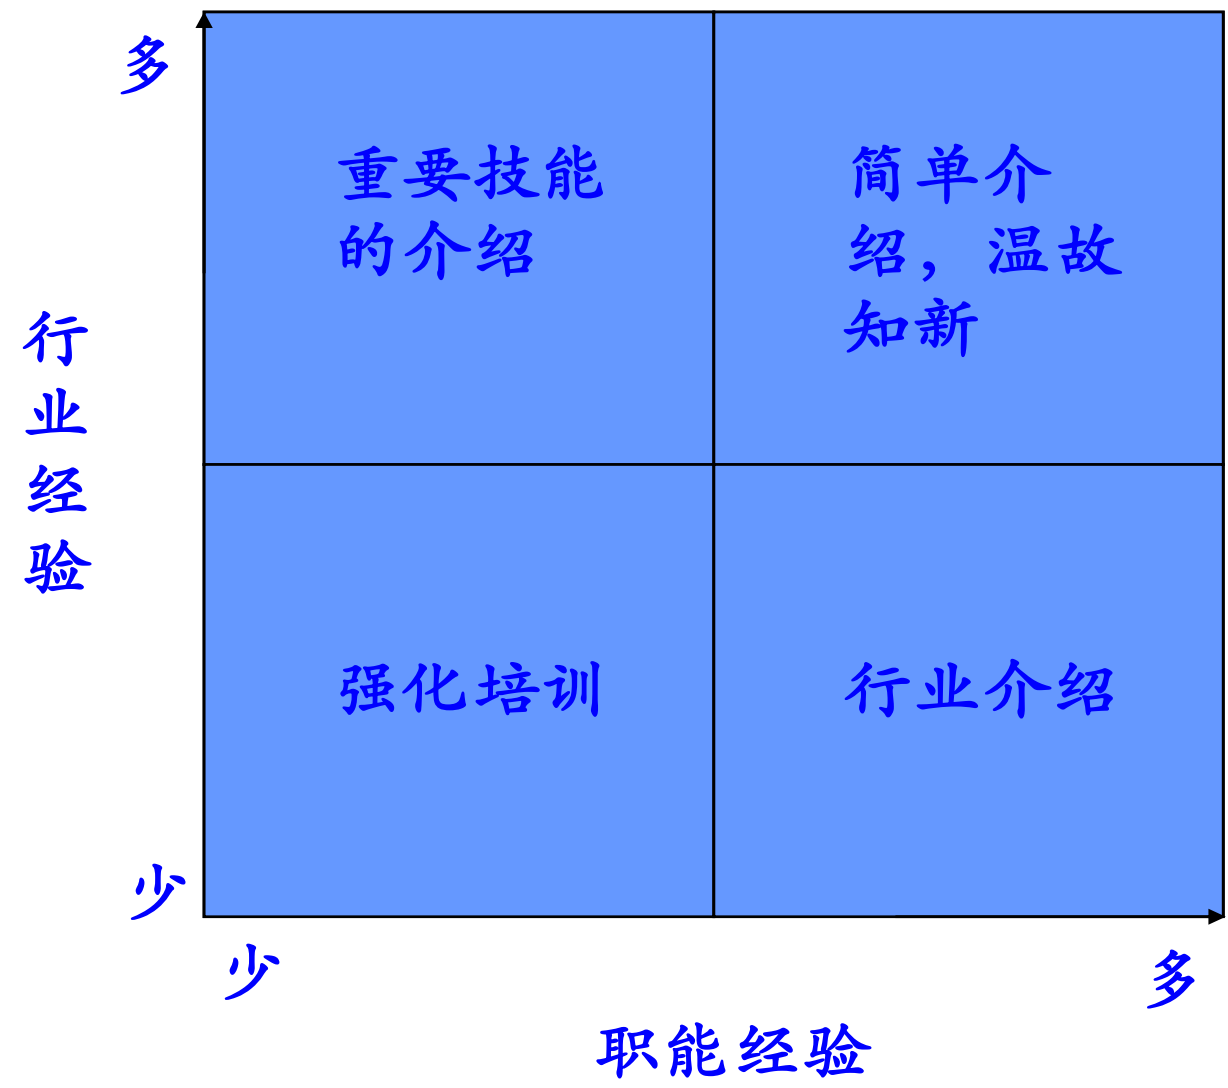 多
重要技能
的介绍
简单介
绍，温故
知新
行
业
经
验
强化培训
行业介绍
少
少
多
职能经验